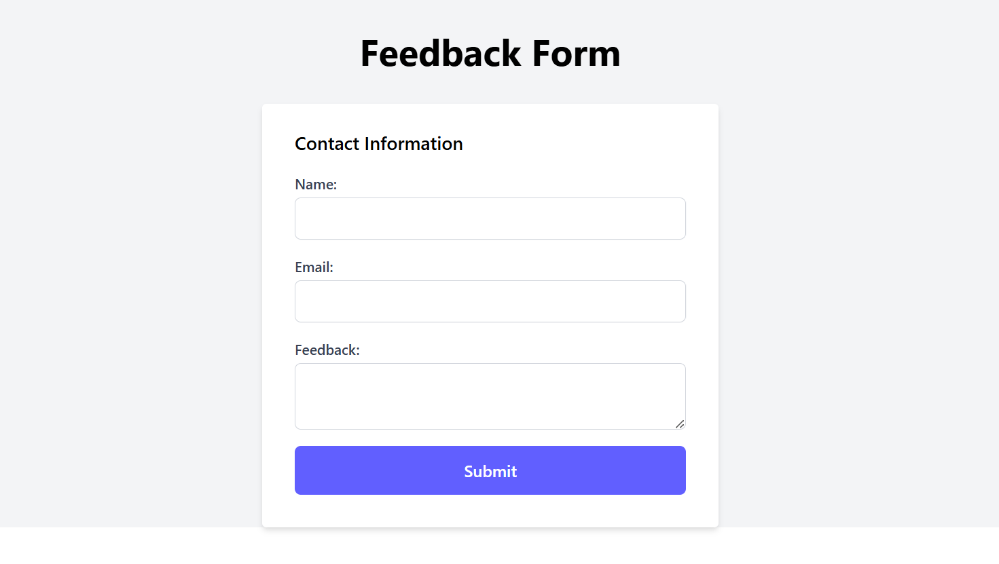 Feedback Form
Contact Information
Name:
Email:
Feedback:
Submit